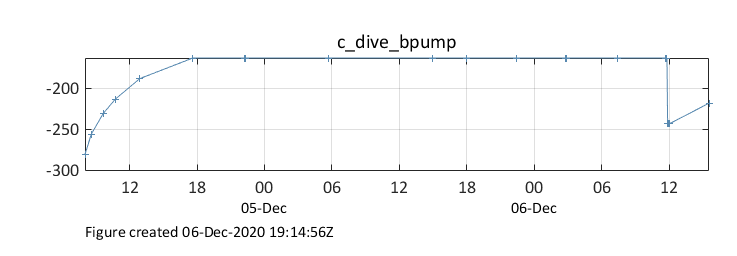 c_dive_bpump
-200
-250
-300
12 18 00 06 12 18 00 06 12
05-Dec 06-Dec
Figure created 06-Dec-2020 19:14:56Z